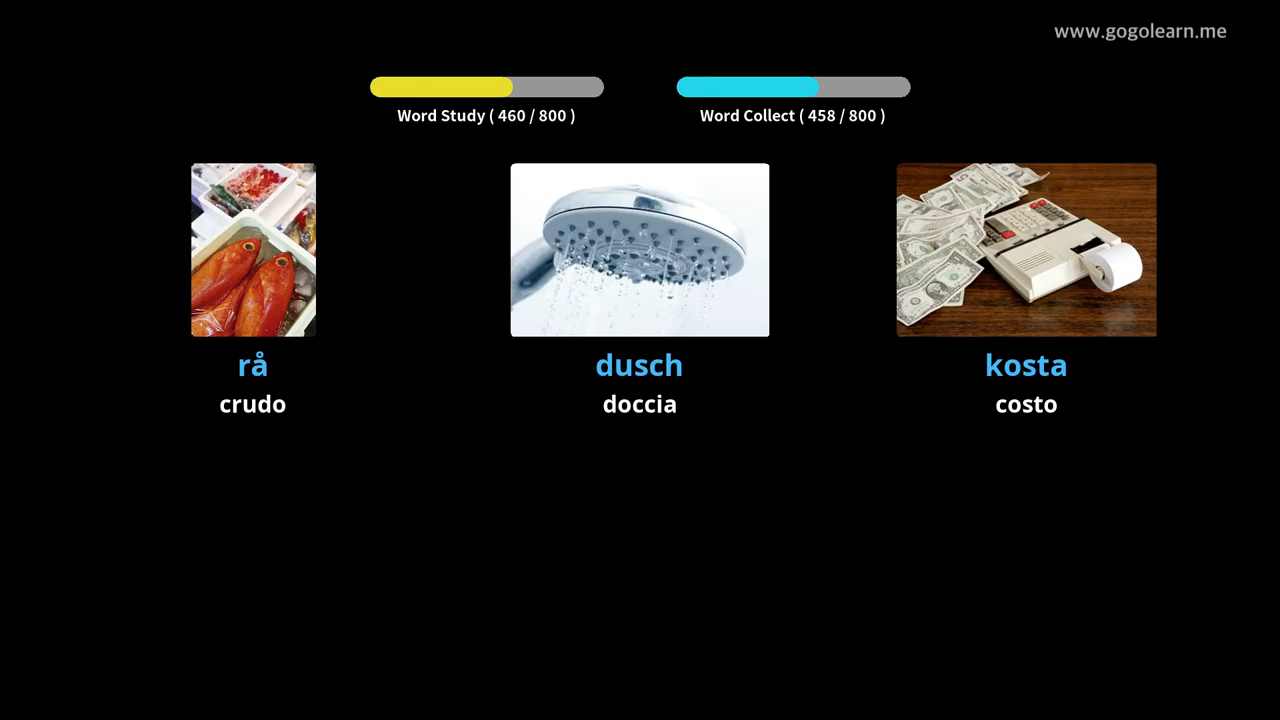 www.gogolearn.me
Word Study ( 460 / 800 )
Word Collect ( 458 / 800 )
rå
dusch
kosta
crudo
doccia
costo